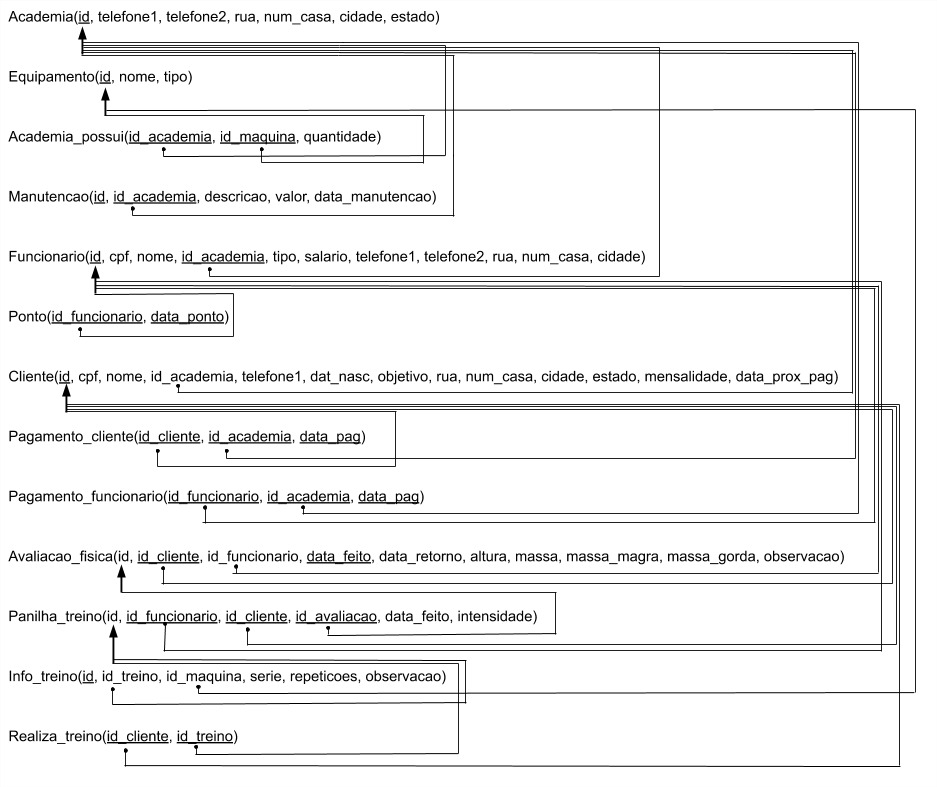 Academia(id, telefone1, telefone2, rua, num_casa, cidade, estado)
Equipamento(id, nome, tipo)
Academia_possui(id_academia, id_maquina, quantidade)
Manutencao(id, id_academia, descricao, valor, data_manutencao)
Funcionario(id, cpf, nome, id_academia, tipo, salario, telefone1, telefone2, rua, num_casa, cidade)
Ponto(id_funcionario, data_ponto)
Cliente(id, cpf, nome, id_academia, telefone1, dat_nasc, objetivo, rua, num_casa, cidade, estado, mensalidade, data_prox_pag)
Pagamento_cliente(id_cliente, id_academia, data_pag)
Pagamento_funcionario(id_funcionario, id_academia, data_pag)
Avaliacao_fisica(id, id_cliente, id_funcionario, data_feito, data_retorno, altura, massa, massa_magra, massa_gorda, observacao)
Panilha_treino(id, id_funcionario, id_cliente, id_avaliacao, data_feito, intensidade)
Info_treino(id, id_treino, id_maquina, serie, repeticoes, observacao)
Realiza_treino(id_cliente, id_treino)